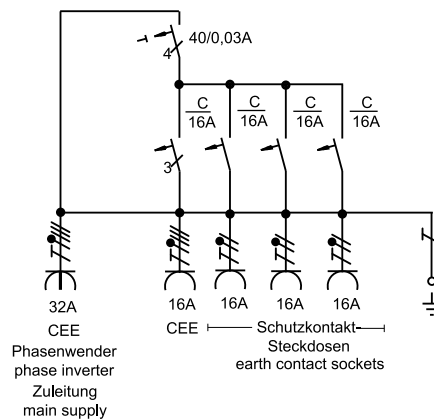 40/0,03A
4
C C C C
16A 16A 16A 16A
3
32A 16A 16A 16A 16A
CEE CEE Schutzkontakt-
Steckdosen
earth contact sockets
Phasenwender
phase inverter
Zuleitung
main supply